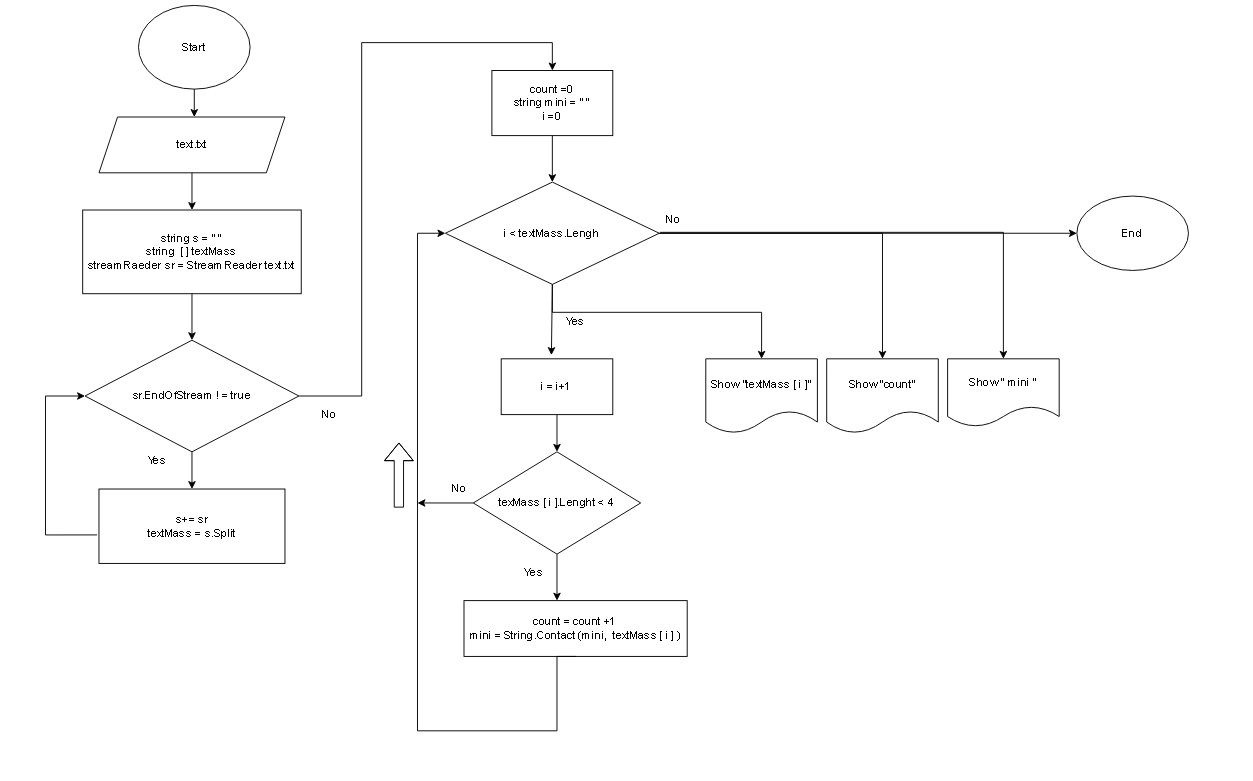 Start
text.txt
string s = ""
string [ ] textMass
streamRaeder sr = StreamReader text.txt
sr.EndOfStream != true
No
Yes
s+= sr
textMass = s.Split
count =0
string mini = ""
i =0
i < textMass.Lengh
No
End
Yes
i = i+1
Show "textMass [ i ]"
Show "count"
Show " mini "
texMass [ i ].Lenght < 4
No
Yes
count = count +1
mini = String.Contact (mini, textMass [ i ] )